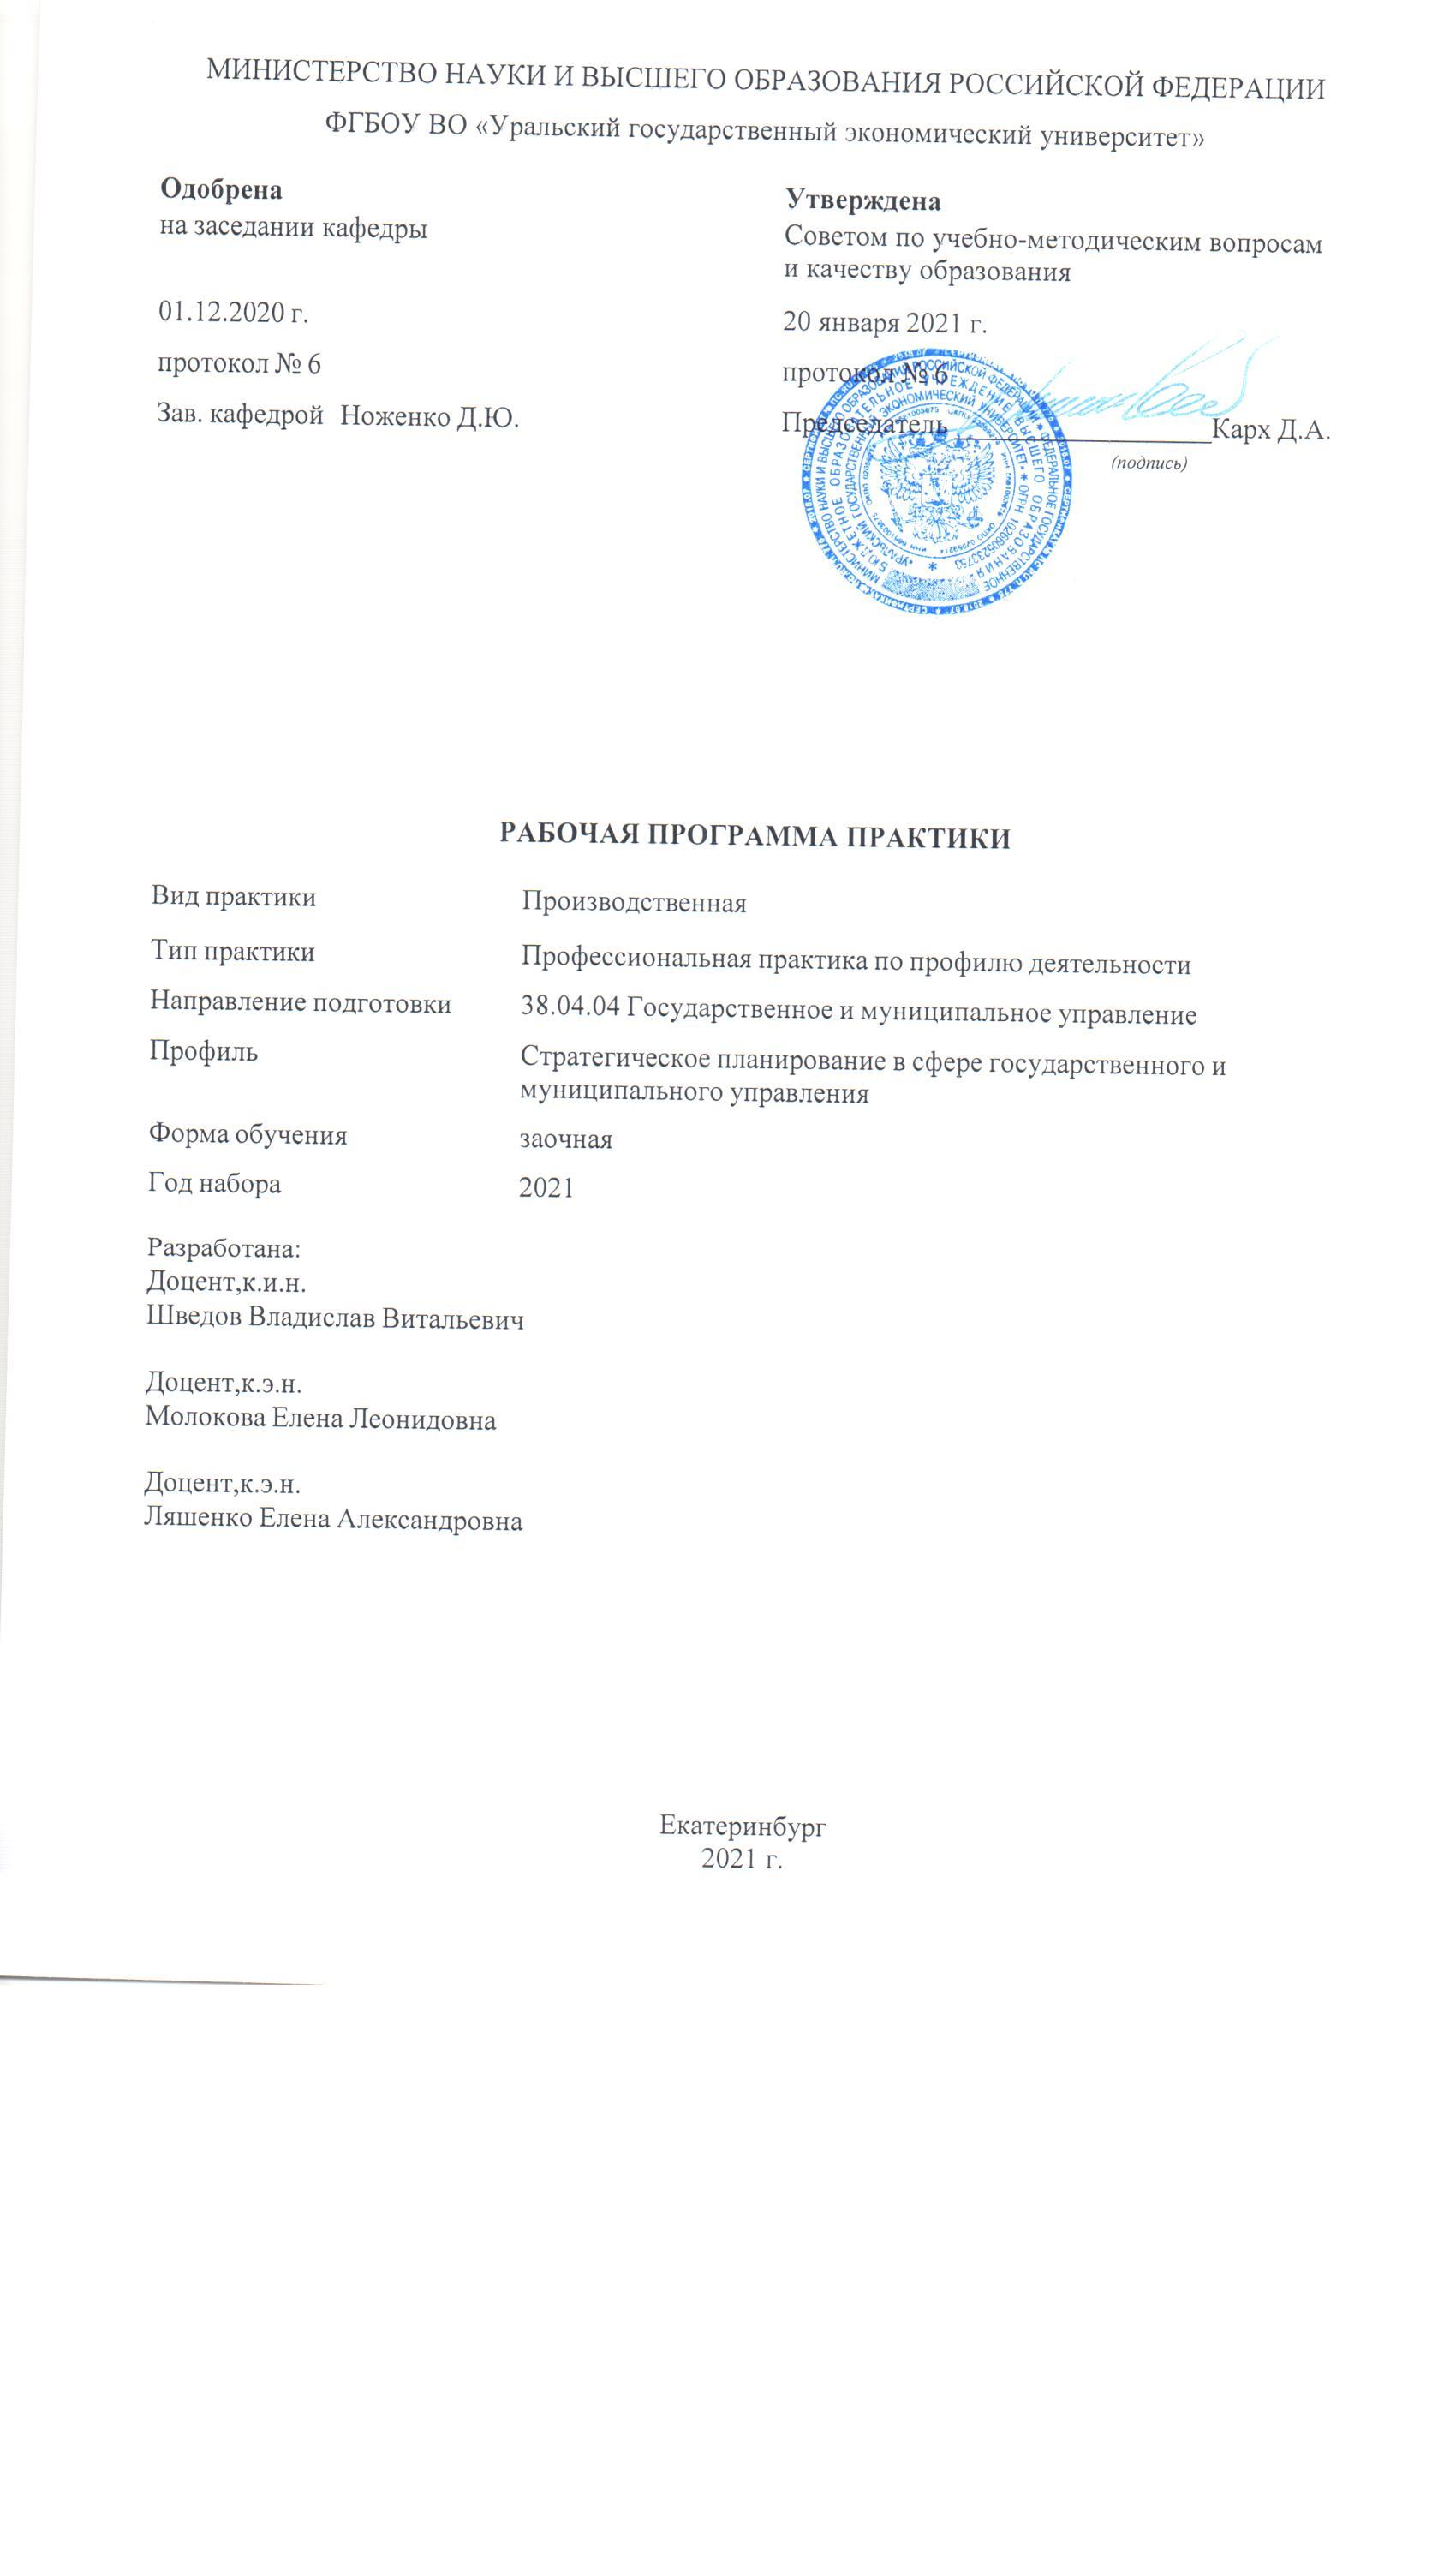 МИНИСТЕРСТВО НАУКИ И ВЫСШЕГО ОБРАЗОВАНИЯ РОССИЙСКОЙ ФЕДЕРАЦИИ
ФГБОУ ВО «Уральский государственный экономический университет»
Одобрена
на заседании кафедры
01.12.2020 г.
протокол № 6
Зав. кафедрой Ноженко Д.Ю.
Утверждена
Советом по учебно-методическим вопросам
и качеству образования
20 января 2021 г.
протокол № 6
Председатель Карх Д.А.
(подпись)
РАБОЧАЯ ПРОГРАММА ПРАКТИКИ
Вид практики Производственная
Тип практики Профессиональная практика по профилю деятельности
Направление подготовки 38.04.04 Государственное и муниципальное управление
Профиль Стратегическое планирование в сфере государственного и
муниципального управления
Форма обучения заочная
Год набора 2021
Разработана:
Доцент,к.и.н.
Шведов Владислав Витальевич
Доцент,к.э.н.
Молокова Елена Леонидовна
Доцент,к.э.н.
Ляшенко Елена Александровна
Екатеринбург
2021 г.